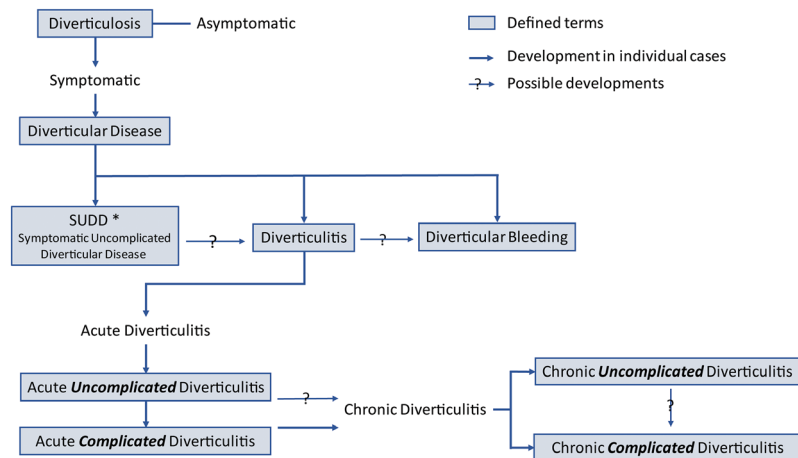 Diverticulosis
Asymptomatic
Defined terms
Development in individual cases
Symptomatic
? Possible developments
Diverticular Disease
SUDD *
Symptomatic Uncomplicated
Diverticular Disease
?
Diverticulitis
?
Diverticular Bleeding
Acute Diverticulitis
Acute Uncomplicated Diverticulitis
?
Chronic Diverticulitis
Acute Complicated Diverticulitis
Chronic Uncomplicated Diverticulitis
?
Chronic Complicated Diverticulitis